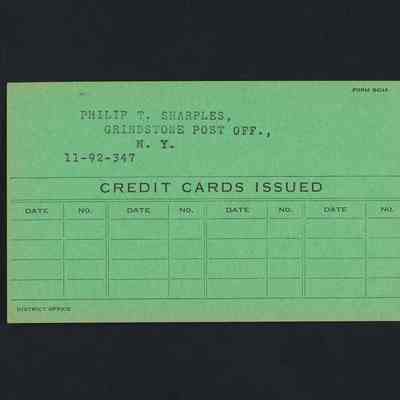 PHILIP T. SHARPLES,
GRINDSTONE POST OFF.,
N. Y.
11-92-347
CREDIT CARDS ISSUED
DATE NO. DATE NO. DATE NO. DATE NO.
DISTRICT OFFICE